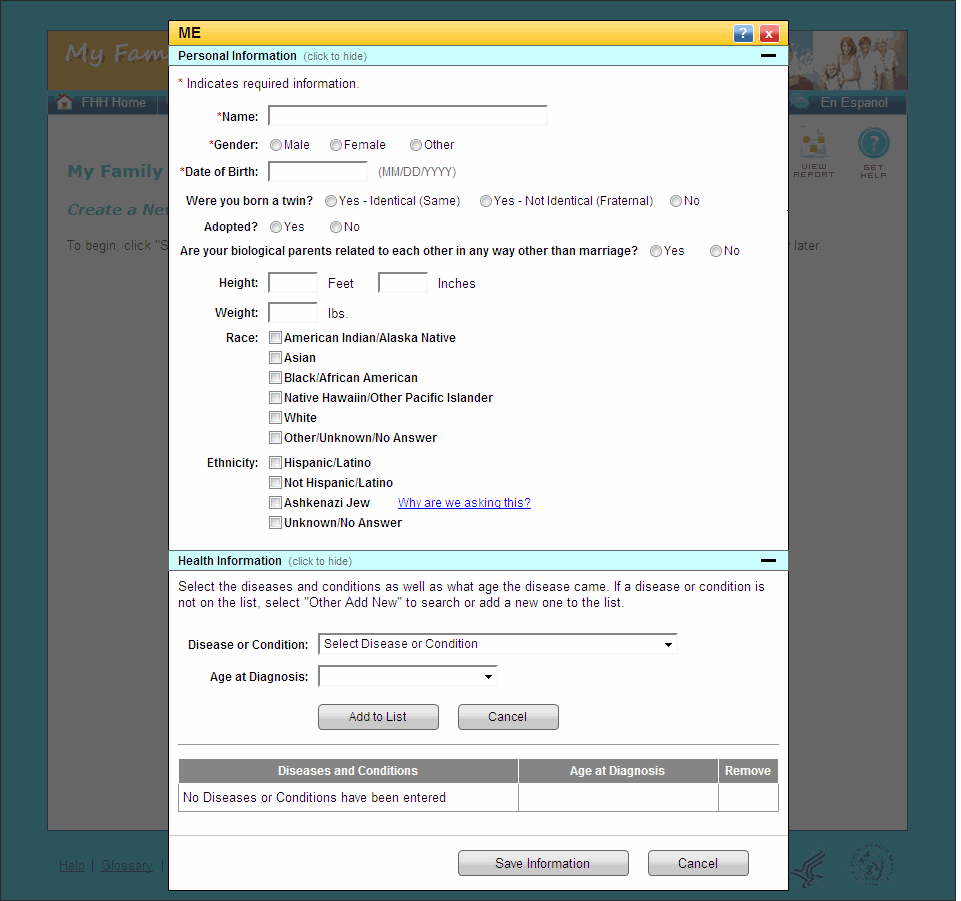 ME
? x
Personal Information (click to hide)
* Indicates required information.
*Name:
*Gender: Male Female Other
*Date of Birth: (MM/DD/YYYY)
Were you born a twin? Yes - Identical (Same) Yes - Not Identical (Fraternal) No
Adopted? Yes No
Are your biological parents related to each other in any way other than marriage? Yes No
Height: Feet Inches
Weight: lbs.
Race: American Indian/Alaska Native
Asian
Black/African American
Native Hawaiin/Other Pacific Islander
White
Other/Unknown/No Answer
Ethnicity: Hispanic/Latino
Not Hispanic/Latino
Ashkenazi Jew Why are we asking this?
Unknown/No Answer
Health Information (click to hide)
Select the diseases and conditions as well as what age the disease came. If a disease or condition is
not on the list, select "Other Add New" to search or add a new one to the list.
Disease or Condition: Select Disease or Condition
Age at Diagnosis:
Add to List Cancel
Diseases and Conditions Age at Diagnosis Remove
No Diseases or Conditions have been entered
Save Information Cancel
My Fam
FHH Home En Espanol
VIEW REPORT
? GET HELP
My Family
Create a Ne
To begin, click "S later.
Help | Glossary |